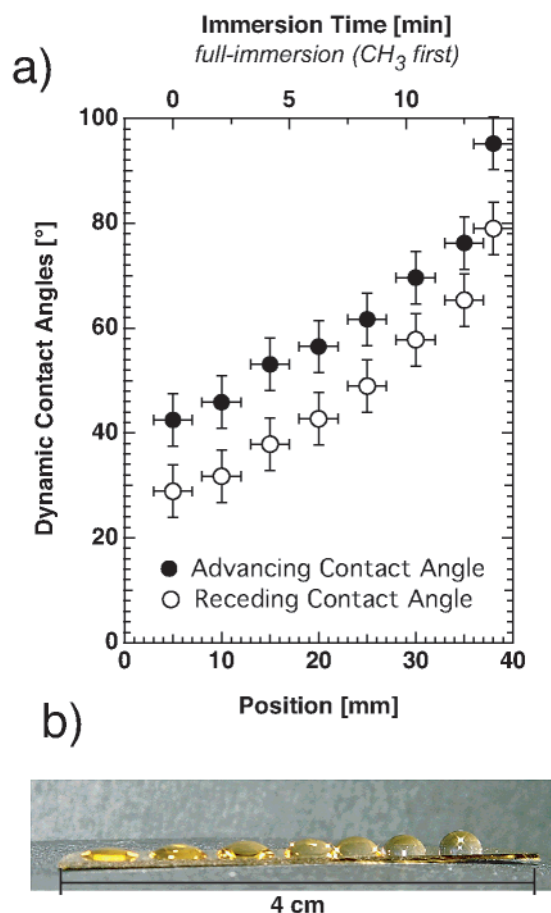 Immersion Time [min]
full-immersion (CH3 first)
a)
0 5 10
100
80
60
40
20
0
Dynamic Contact Angles [°]
Advancing Contact Angle
Receding Contact Angle
0 10 20 30 40
Position [mm]
b)
4 cm